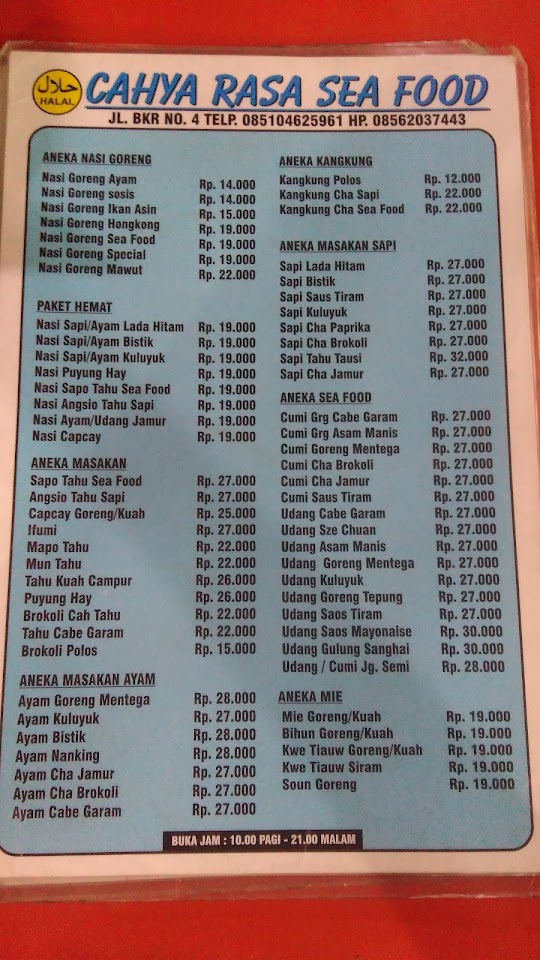 حلال
HALAL
CAHYA RASA SEA FOOD
JL. BKR NO. 4 TELP. 085104625961 HP. 08562037443
ANEKA NASI GORENG
Nasi Goreng Ayam Rp. 14.000
Nasi Goreng sosis Rp. 14.000
Nasi Goreng Ikan Asin Rp. 15.000
Nasi Goreng Hongkong Rp. 19.000
Nasi Goreng Sea Food Rp. 19.000
Nasi Goreng Special Rp. 19.000
Nasi Goreng Mawut Rp. 22.000
PAKET HEMAT
Nasi Sapi/Ayam Lada Hitam Rp. 19.000
Nasi Sapi/Ayam Bistik Rp. 19.000
Nasi Sapi/Ayam Kuluyuk Rp. 19.000
Nasi Puyung Hay Rp. 19.000
Nasi Sapo Tahu Sea Food Rp. 19.000
Nasi Angsio Tahu Sapi Rp. 19.000
Nasi Ayam/Udang Jamur Rp. 19.000
Nasi Capcay Rp. 19.000
ANEKA MASAKAN
Sapo Tahu Sea Food Rp. 27.000
Angsio Tahu Sapi Rp. 27.000
Capcay Goreng/Kuah Rp. 25.000
Ifumi Rp. 27.000
Mapo Tahu Rp. 22.000
Mun Tahu Rp. 22.000
Tahu Kuah Campur Rp. 26.000
Puyung Hay Rp. 26.000
Brokoli Cah Tahu Rp. 22.000
Tahu Cabe Garam Rp. 22.000
Brokoli Polos Rp. 15.000
ANEKA MASAKAN AYAM
Ayam Goreng Mentega Rp. 28.000
Ayam Kuluyuk Rp. 27.000
Ayam Bistik Rp. 28.000
Ayam Nanking Rp. 28.000
Ayam Cha Jamur Rp. 27.000
Ayam Cha Brokoli Rp. 27.000
Ayam Cabe Garam Rp. 27.000
ANEKA KANGKUNG
Kangkung Polos Rp. 12.000
Kangkung Cha Sapi Rp. 22.000
Kangkung Cha Sea Food Rp. 22.000
ANEKA MASAKAN SAPI
Sapi Lada Hitam Rp. 27.000
Sapi Bistik Rp. 27.000
Sapi Saus Tiram Rp. 27.000
Sapi Kuluyuk Rp. 27.000
Sapi Cha Paprika Rp. 27.000
Sapi Cha Brokoli Rp. 27.000
Sapi Tahu Tausi Rp. 32.000
Sapi Cha Jamur Rp. 27.000
ANEKA SEA FOOD
Cumi Grg Cabe Garam Rp. 27.000
Cumi Grg Asam Manis Rp. 27.000
Cumi Goreng Mentega Rp. 27.000
Cumi Cha Brokoli Rp. 27.000
Cumi Cha Jamur Rp. 27.000
Cumi Saus Tiram Rp. 27.000
Udang Cabe Garam Rp. 27.000
Udang Sze Chuan Rp. 27.000
Udang Asam Manis Rp. 27.000
Udang Goreng Mentega Rp. 27.000
Udang Kuluyuk Rp. 27.000
Udang Goreng Tepung Rp. 27.000
Udang Saos Tiram Rp. 27.000
Udang Saos Mayonaise Rp. 30.000
Udang Gulung Sanghai Rp. 30.000
Udang / Cumi Jg. Semi Rp. 28.000
ANEKA MIE
Mie Goreng/Kuah Rp. 19.000
Bihun Goreng/Kuah Rp. 19.000
Kwe Tiauw Goreng/Kuah Rp. 19.000
Kwe Tiauw Siram Rp. 19.000
Soun Goreng Rp. 19.000
BUKA JAM : 10.00 PAGI - 21.00 MALAM